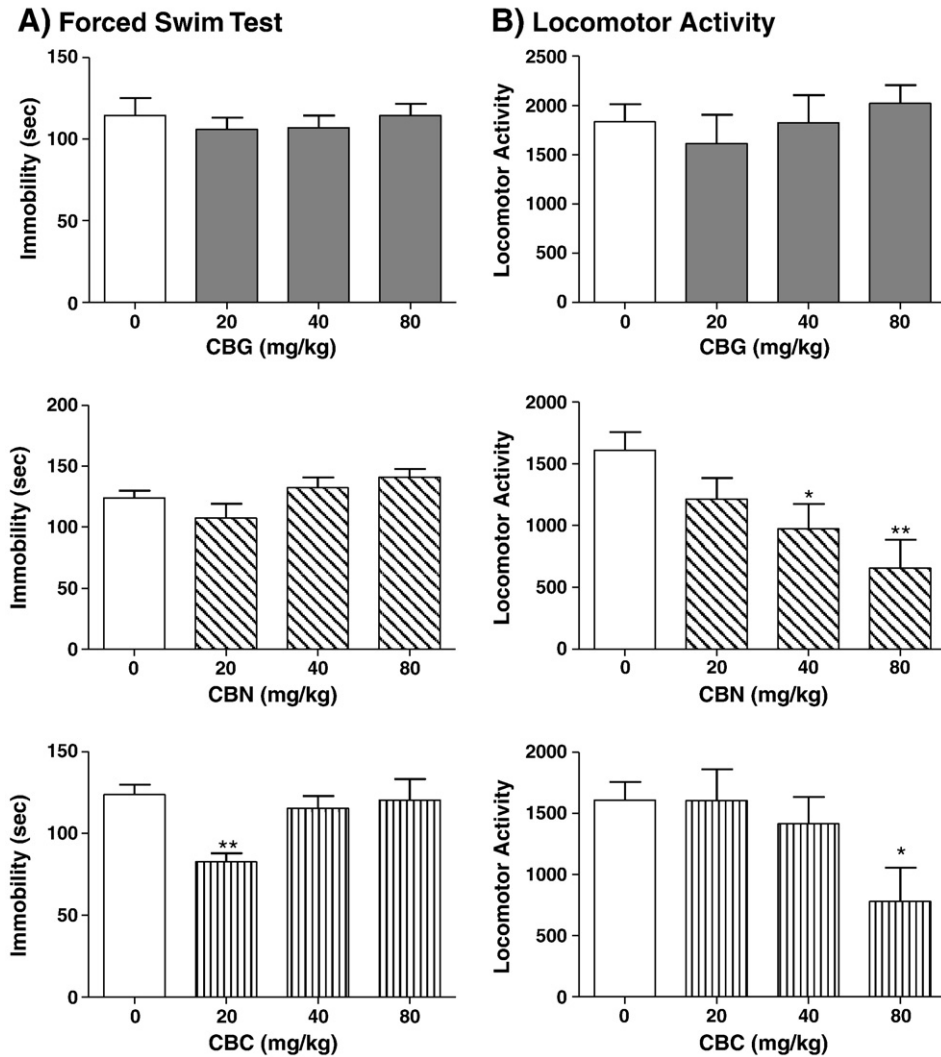 A) Forced Swim Test
150
100
50
0
Immobility (sec)
0 20 40 80
CBG (mg/kg)
B) Locomotor Activity
2500
2000
1500
1000
500
0
Locomotor Activity
0 20 40 80
CBG (mg/kg)
200
150
100
50
0
Immobility (sec)
0 20 40 80
CBN (mg/kg)
2000
1500
1000
500
0
Locomotor Activity
*
**
0 20 40 80
CBN (mg/kg)
150
100
50
0
Immobility (sec)
**
0 20 40 80
CBC (mg/kg)
2000
1500
1000
500
0
Locomotor Activity
*
0 20 40 80
CBC (mg/kg)